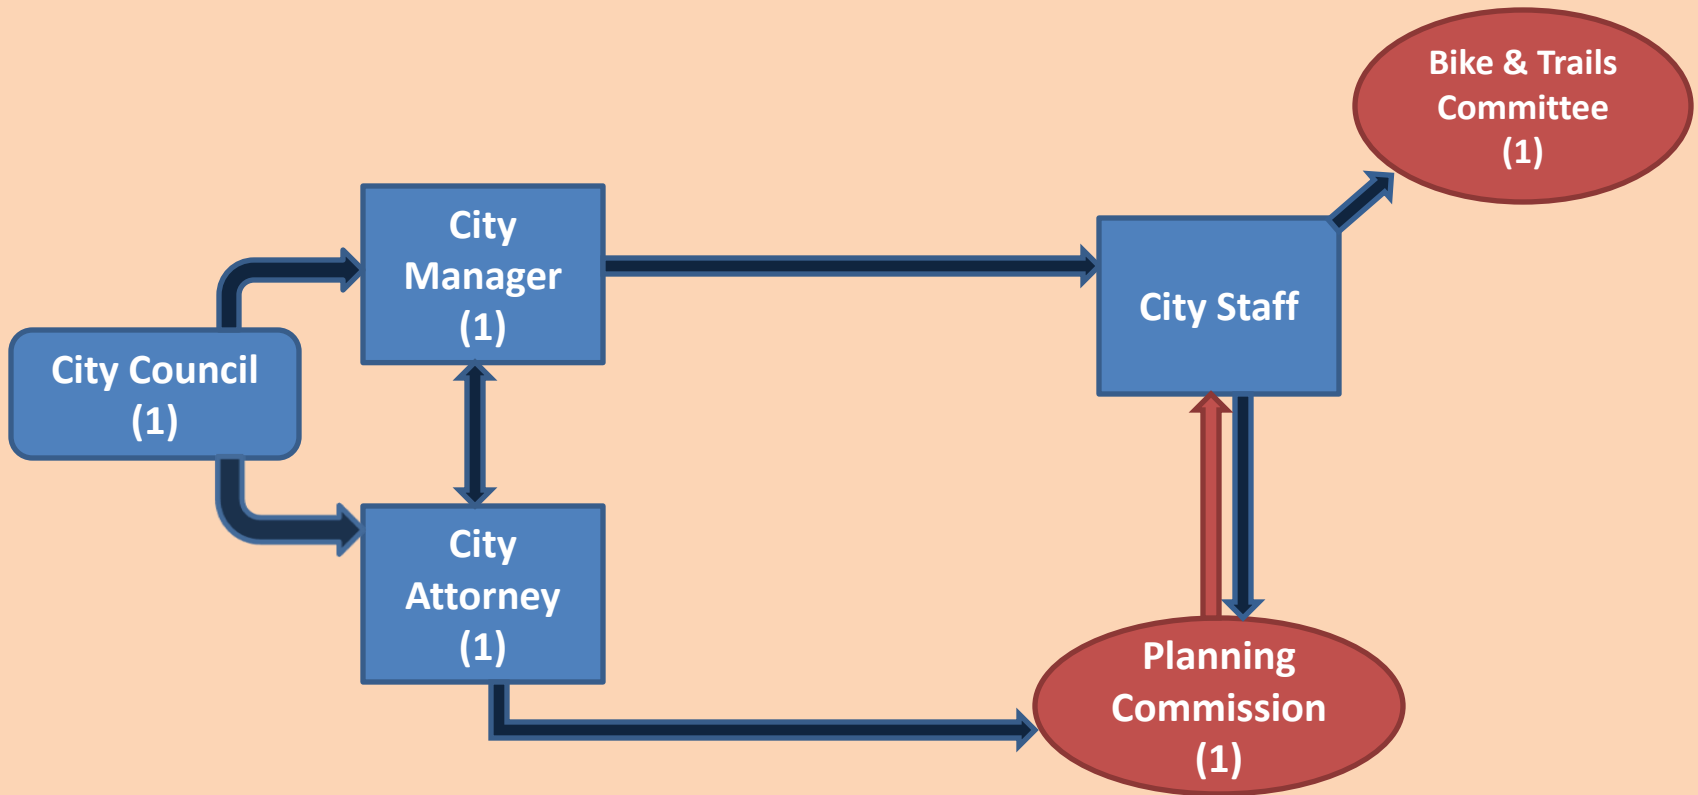 Bike & Trails
Committee
(1)
City
Manager
(1)
City Staff
City Council
(1)
City
Attorney
(1)
Planning
Commission
(1)